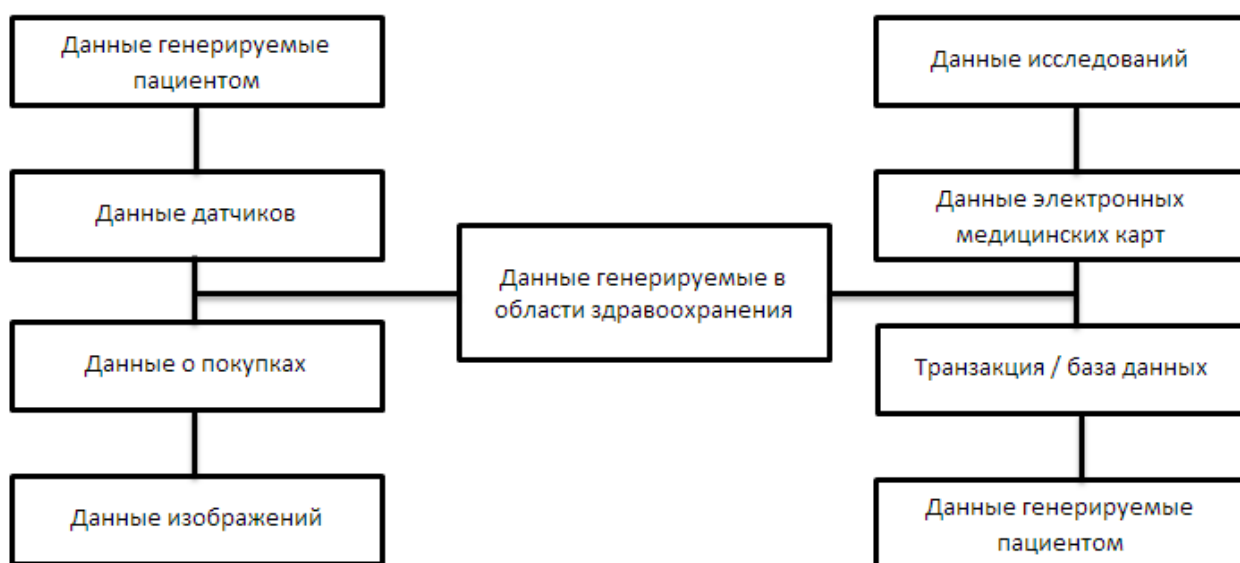 Данные генерируемые
пациентом
Данные датчиков
Данные о покупках
Данные изображений
Данные генерируемые в
области здравоохранения
Данные исследований
Данные электронных
медицинских карт
Транзакция / база данных
Данные генерируемые
пациентом